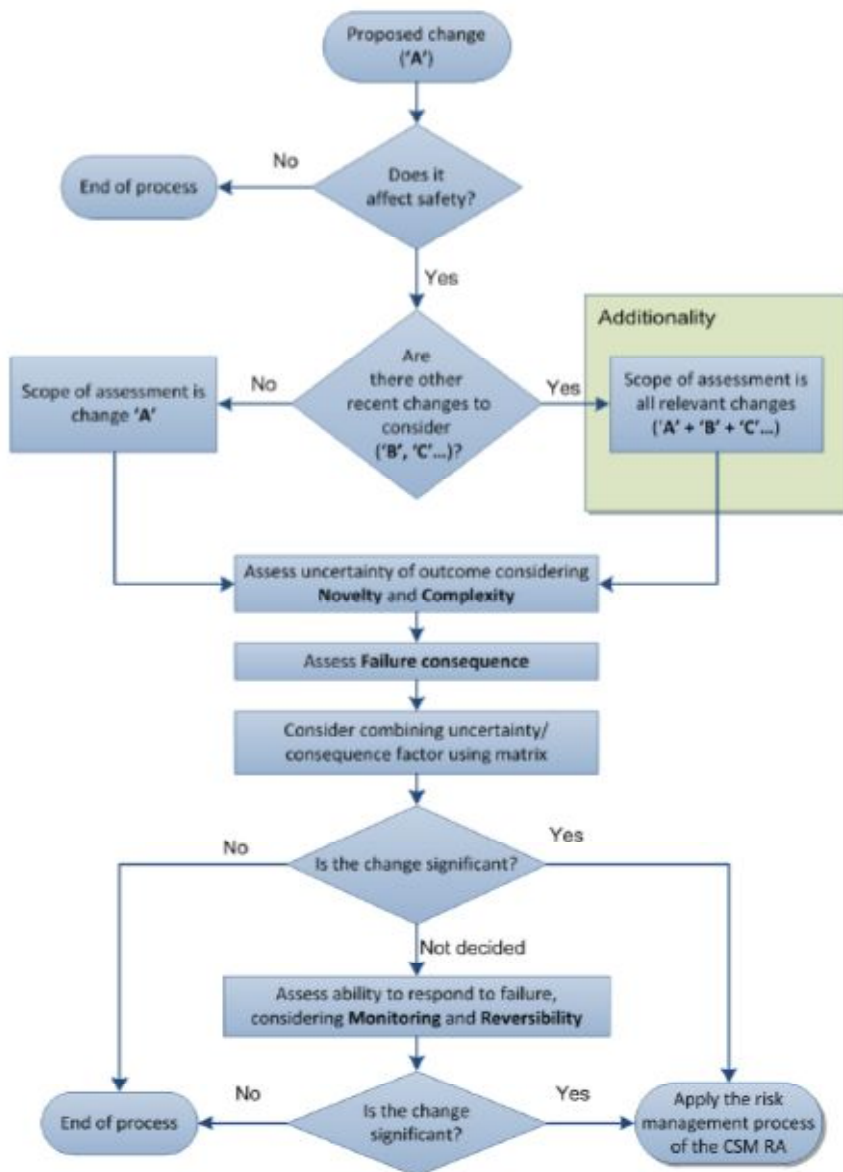 Proposed change
('A')
No
Does it
affect safety?
End of process
Yes
Additionality
Are
there other
recent changes to
consider
('B', 'C'...)?
No
Yes
Scope of assessment is
change 'A'
Scope of assessment is
all relevant changes
('A' + 'B' + 'C'...)
Assess uncertainty of outcome considering
Novelty and Complexity
Assess Failure consequence
Consider combining uncertainty/
consequence factor using matrix
No
Yes
Is the change significant?
Not decided
Assess ability to respond to failure,
considering Monitoring and Reversibility
No
Yes
End of process
Is the change
significant?
Apply the risk
management process
of the CSM RA